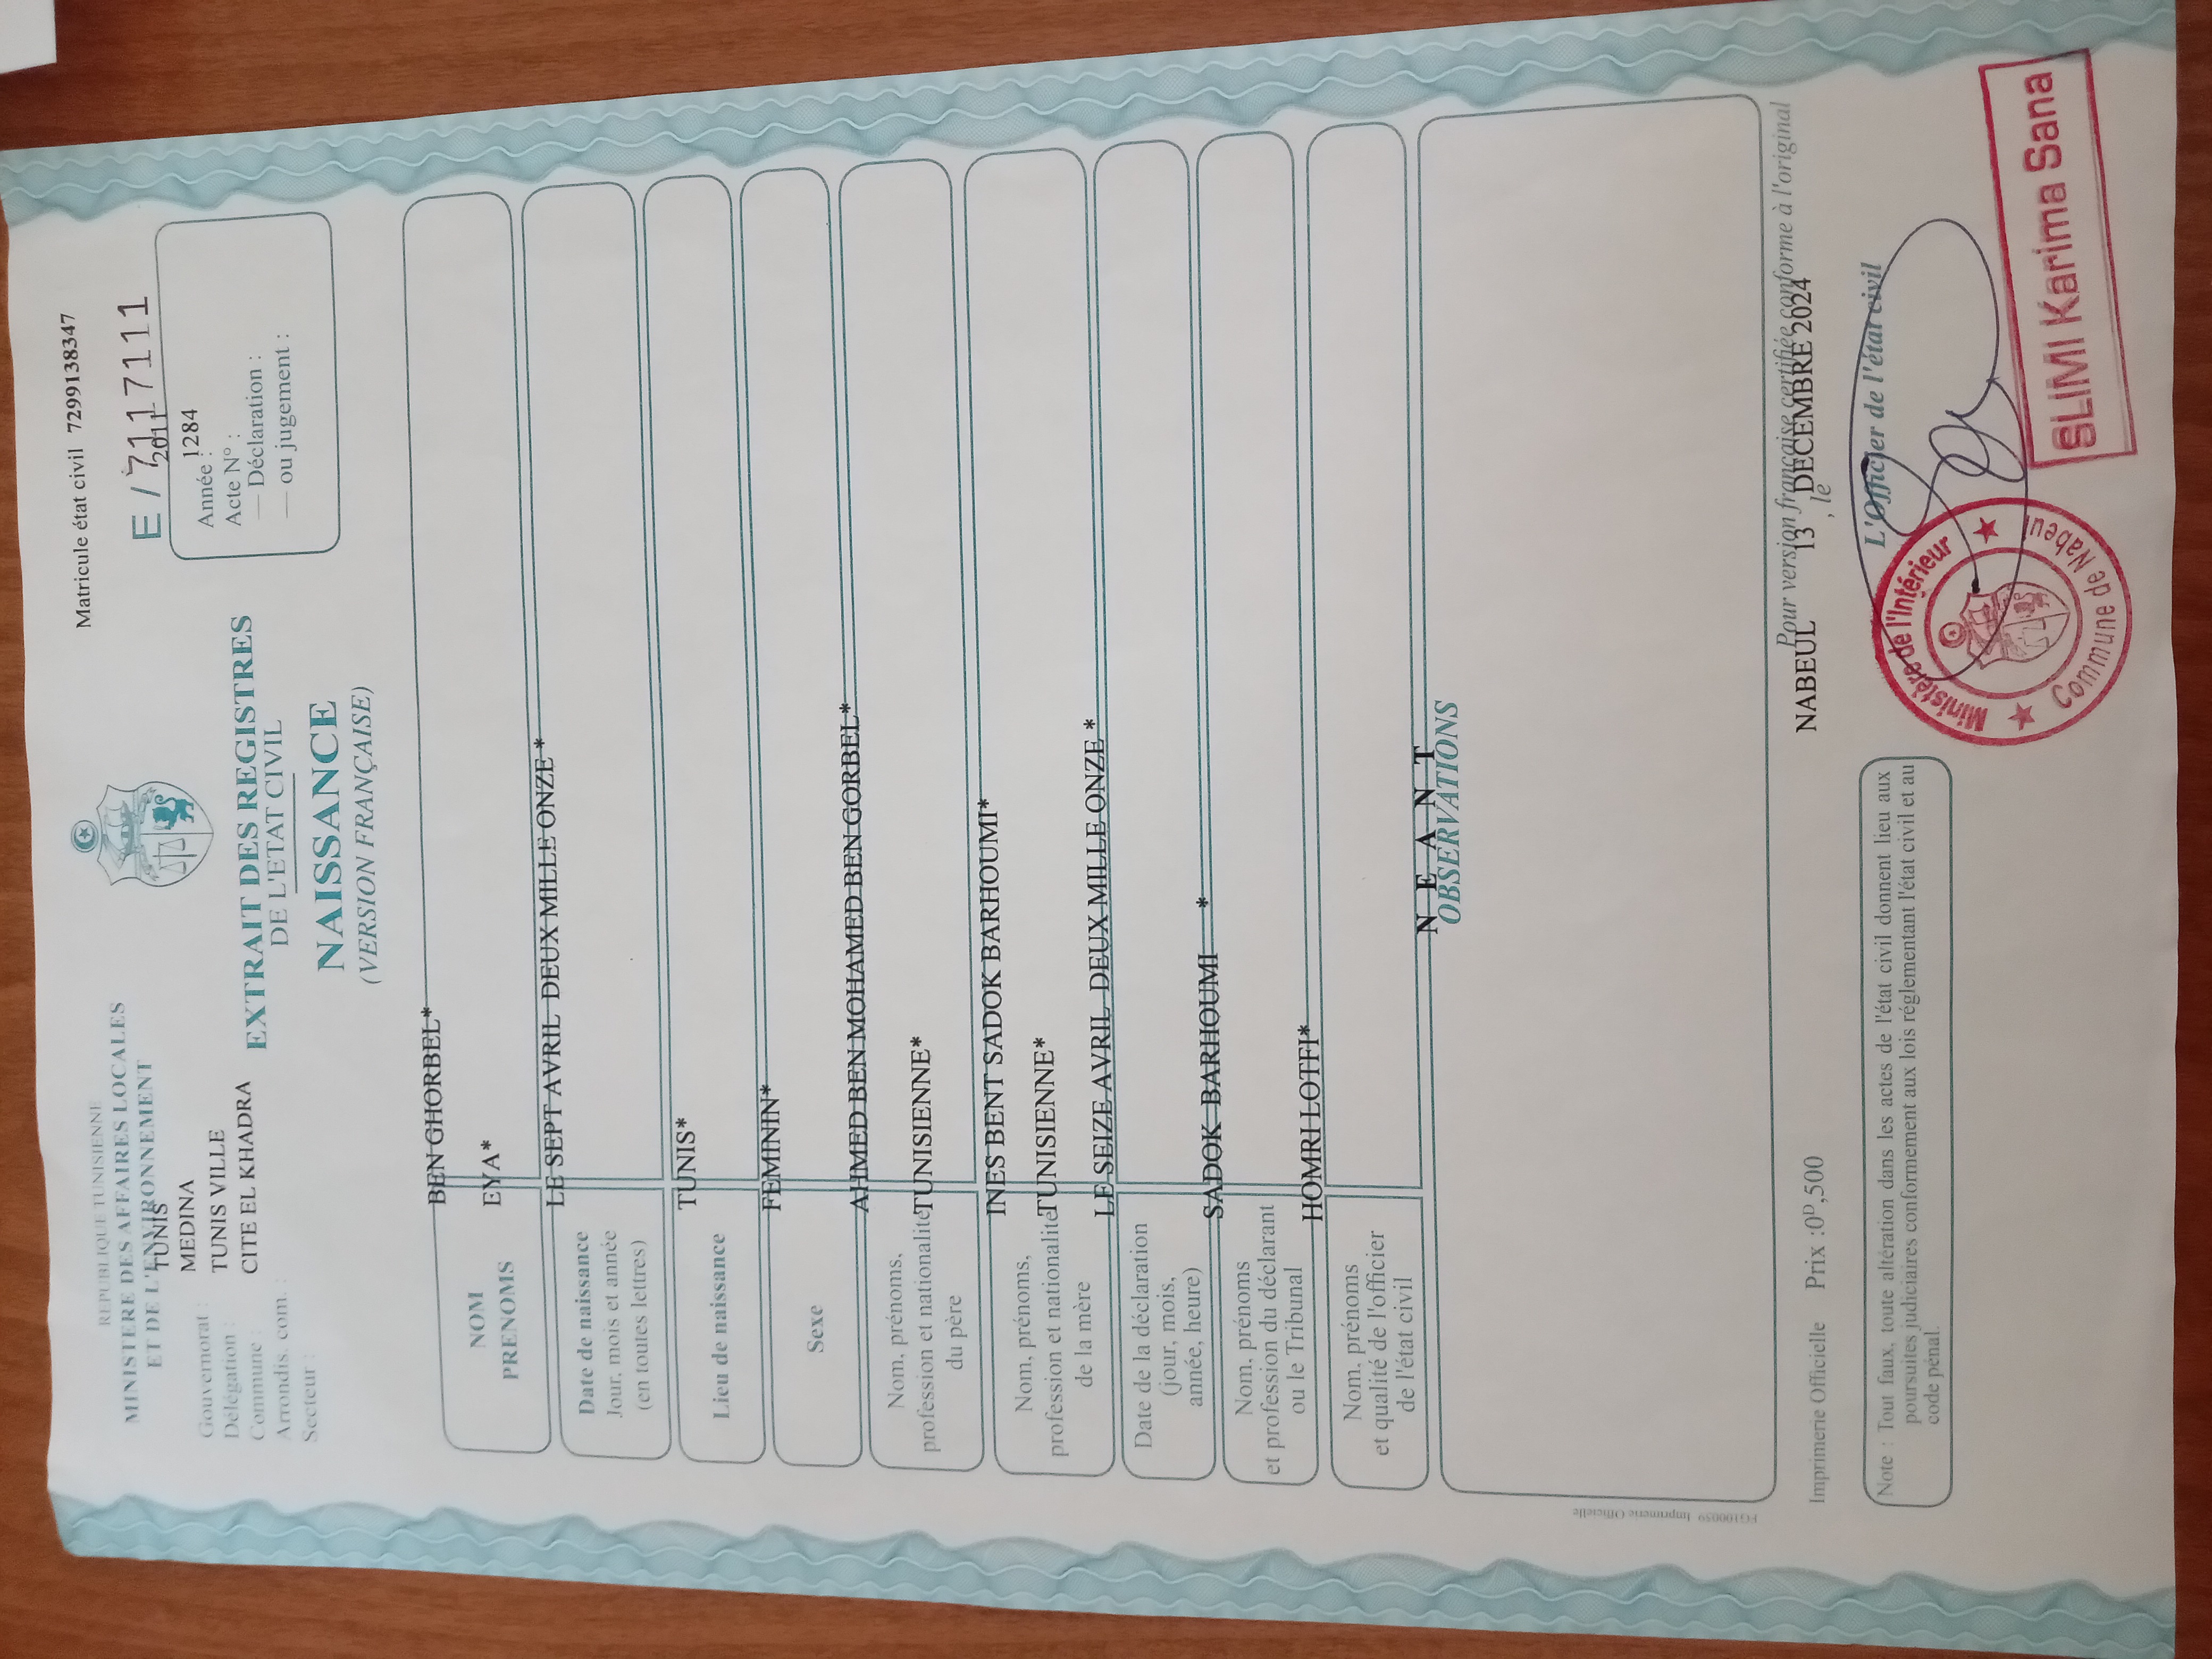 Matricule état civil 7299138347
REPUBLIQUE TUNISIENNE
MINISTERE DES AFFAIRES LOCALES
ET DE L'ENVIRONNEMENT
E / 7117111
Gouvernorat : TUNIS
Délégation : MEDINA
Commune : TUNIS VILLE
Arrondis. com. : CITE EL KHADRA
Secteur :
2011
Année :
1284
Acte N° :
— Déclaration :
— ou jugement :
EXTRAIT DES REGISTRES
DE L'ETAT CIVIL
NAISSANCE
(VERSION FRANÇAISE)
NOM
BEN GHORBEL*
PRENOMS
EYA*
Date de naissance
Jour, mois et année
(en toutes lettres)
LE SEPT AVRIL DEUX MILLE ONZE *
Lieu de naissance
TUNIS*
Sexe
FEMININ*
Nom, prénoms,
profession et nationalité
du père
AHMED BEN MOHAMED BEN GORBEL*
TUNISIENNE*
Nom, prénoms,
profession et nationalité
de la mère
INES BENT SADOK BARHOUMI*
TUNISIENNE*
Date de la déclaration
(jour, mois,
année, heure)
LE SEIZE AVRIL DEUX MILLE ONZE *
Nom, prénoms
et profession du déclarant
ou le Tribunal
SADOK BARHOUMI *
Nom, prénoms
et qualité de l'officier
de l'état civil
HOMRI LOTFI*
N E A N T
OBSERVATIONS
FG100059 Imprimerie Officielle
Pour version française certifiée conforme à l'original
Imprimerie Officielle Prix : 0ᴰ,500
NABEUL , le 13 DECEMBRE 2024
L'Officier de l'état civil
Note : Tout faux, toute altération dans les actes de l'état civil donnent lieu aux
poursuites judiciaires conformement aux lois réglementant l'état civil et au
code pénal.
Ministère de l'Intérieur
Commune de Nabeul
SLIMI Karima Sana